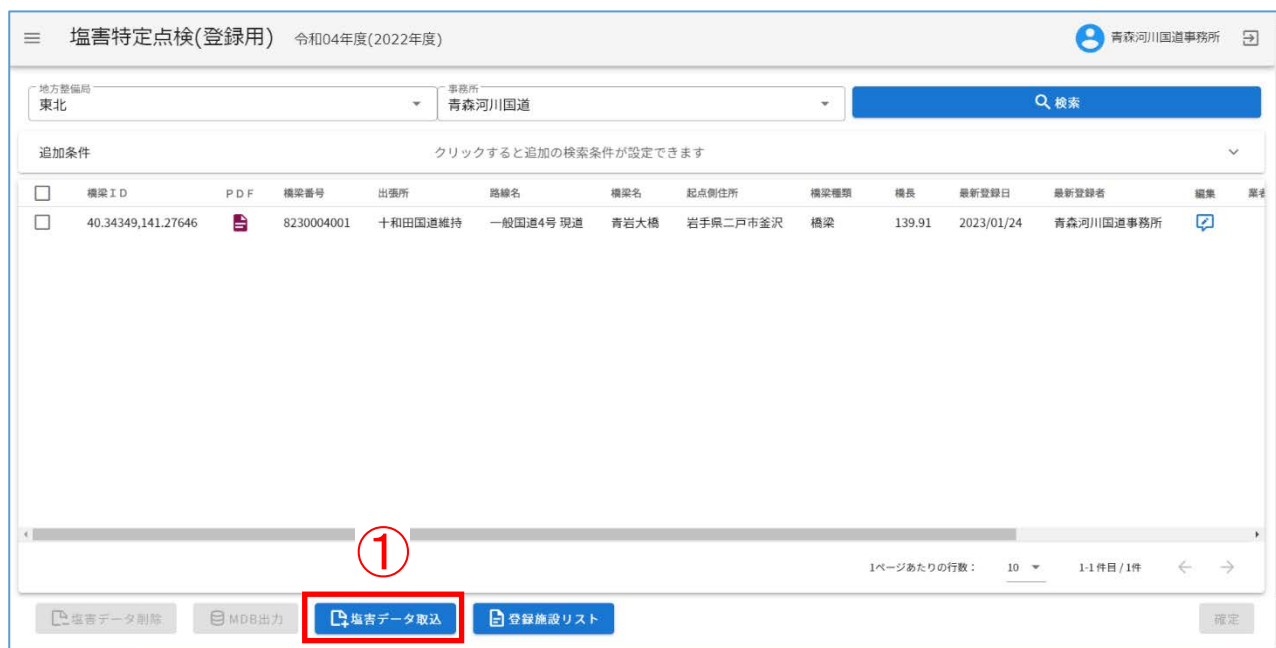 塩害特定点検(登録用) 令和04年度(2022年度) 青森河川国道事務所
地方整備局 事務所
東北 青森河川国道 検索
追加条件 クリックすると追加の検索条件が設定できます
橋梁ID PDF 橋梁番号 出張所 路線名 橋梁名 起点側住所 橋梁種類 橋長 最新登録日 最新登録者 編集 業者
40.34349,141.27646 8230004001 十和田国道維持 一般国道4号 現道 青岩大橋 岩手県二戸市釜沢 橋梁 139.91 2023/01/24 青森河川国道事務所
①
1ページあたりの行数： 10 1-1件目/1件
塩害データ削除 MDB出力 塩害データ取込 登録施設リスト 確定